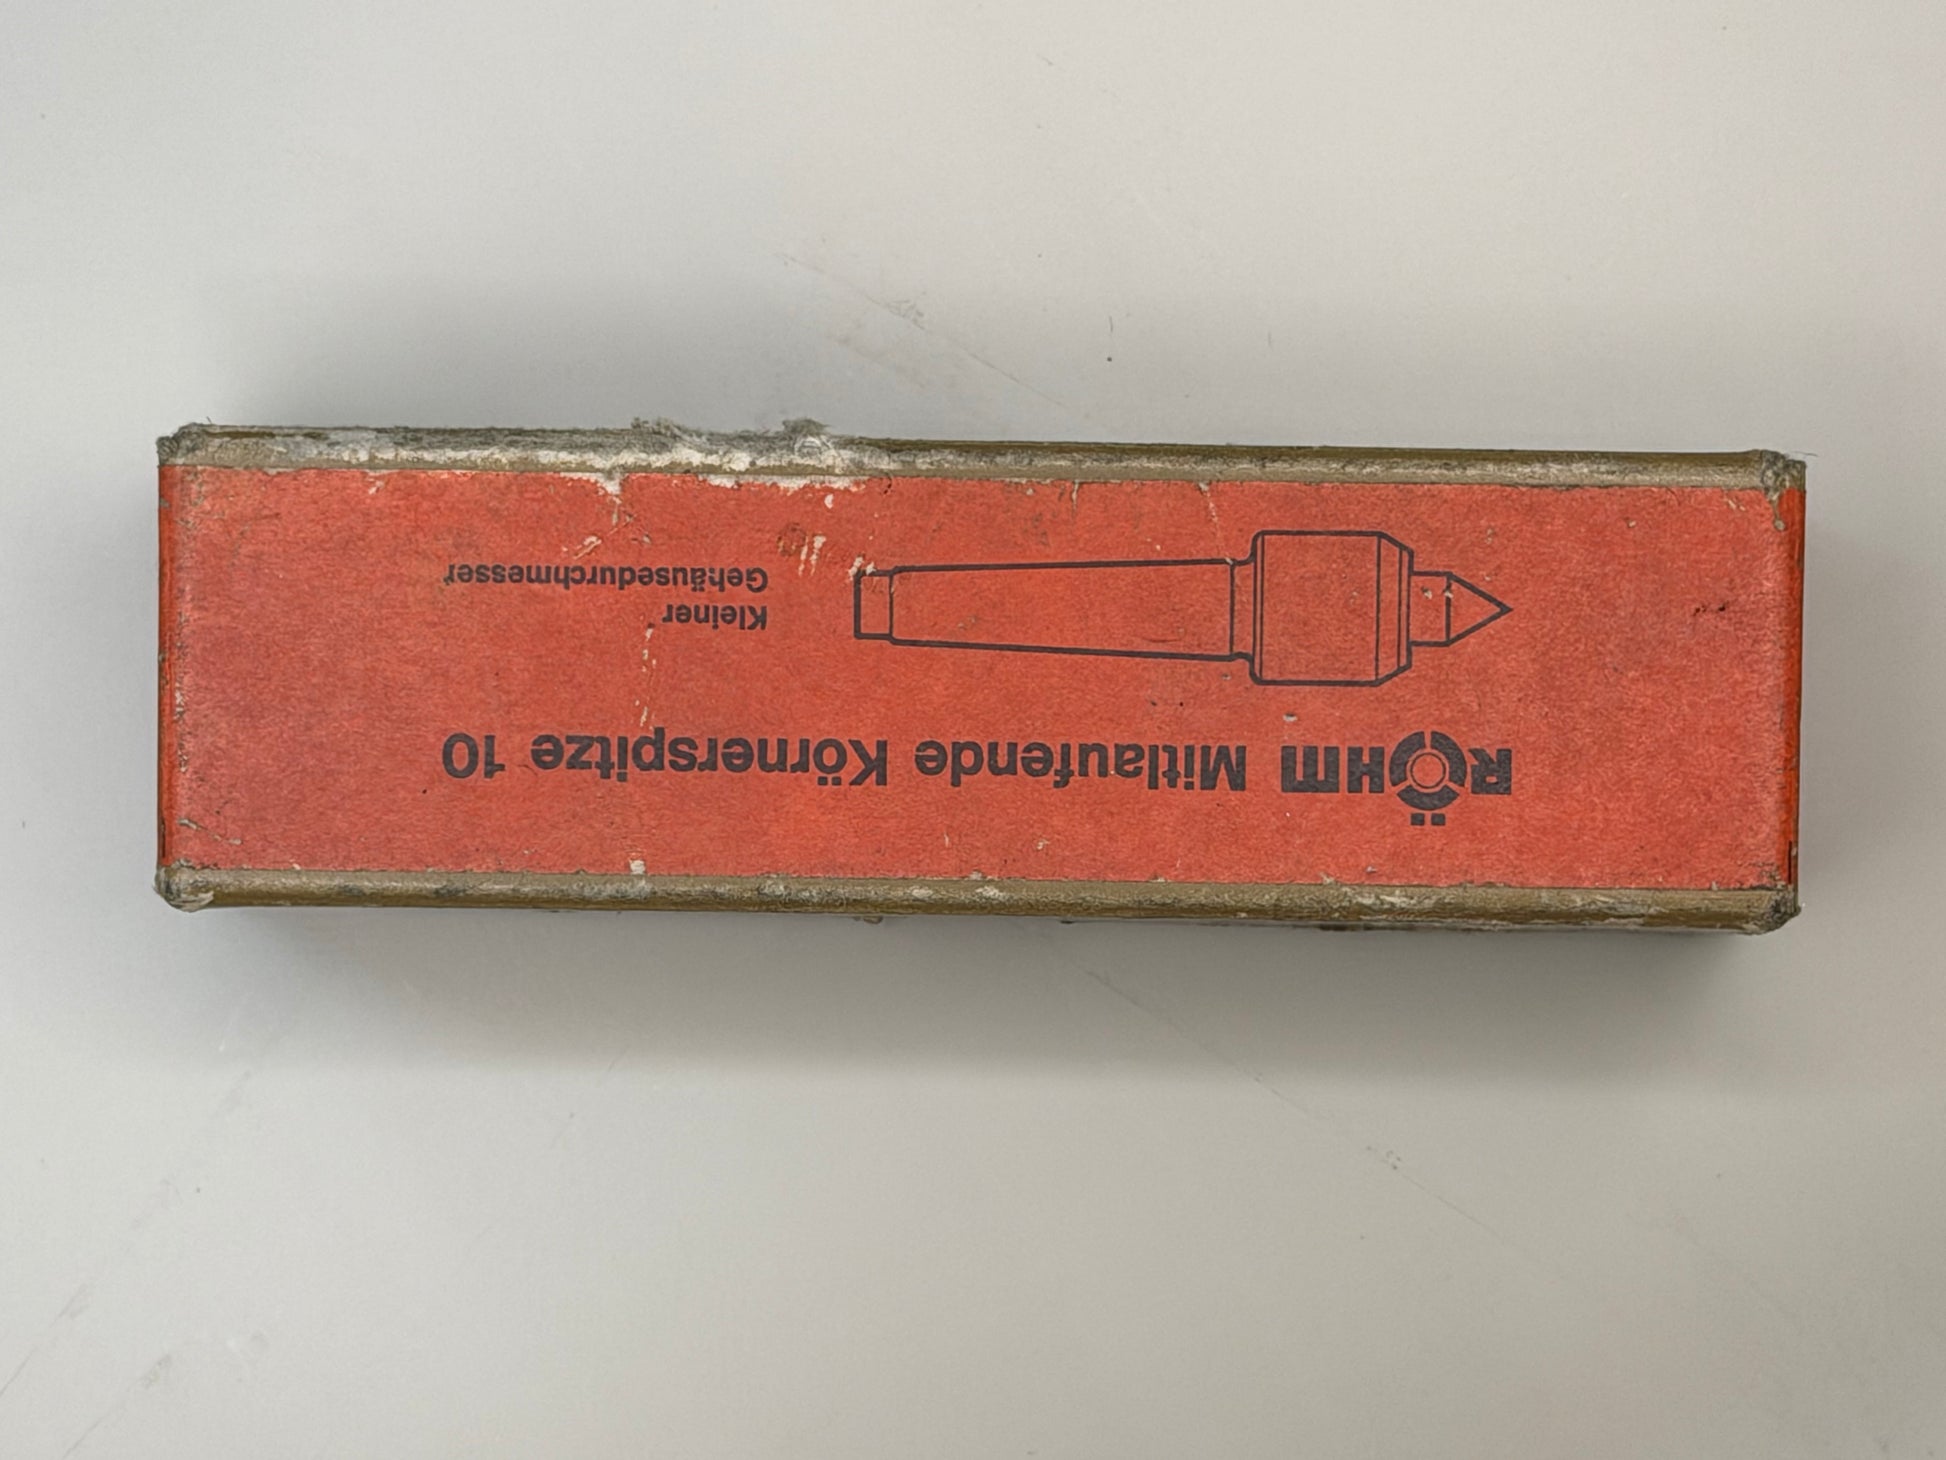 RÖHM Mitlaufende Körnerspitze 10
Kleiner
Gehäusedurchmesser